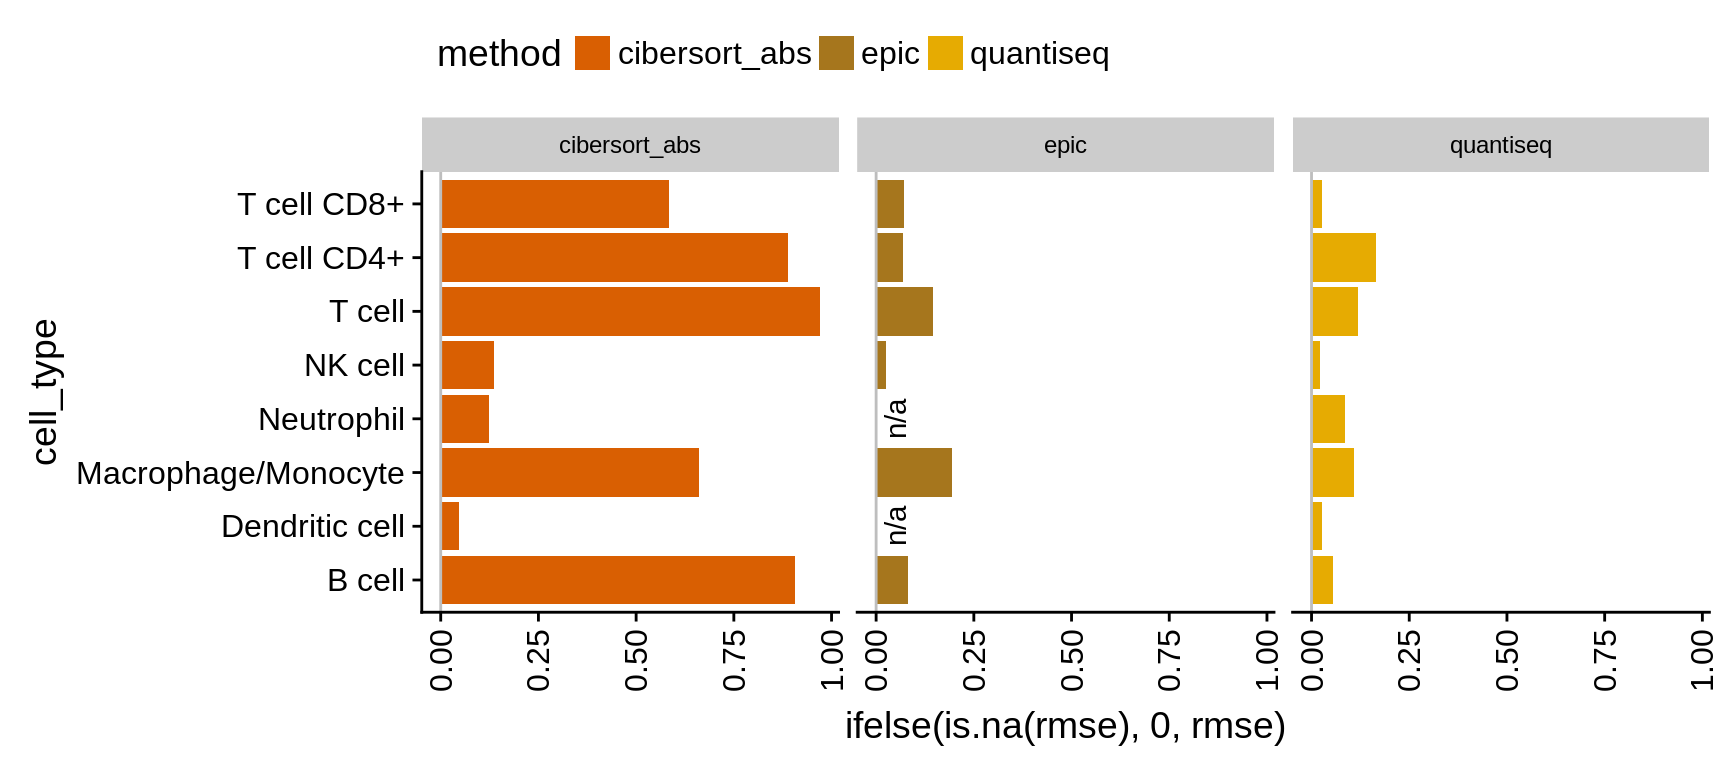 method cibersort_abs epic quantiseq
cibersort_abs epic quantiseq
cell_type
T cell CD8+
T cell CD4+
T cell
NK cell
Neutrophil n/a
Macrophage/Monocyte
Dendritic cell n/a
B cell
0.00 0.25 0.50 0.75 1.00 0.00 0.25 0.50 0.75 1.00 0.00 0.25 0.50 0.75 1.00
ifelse(is.na(rmse), 0, rmse)